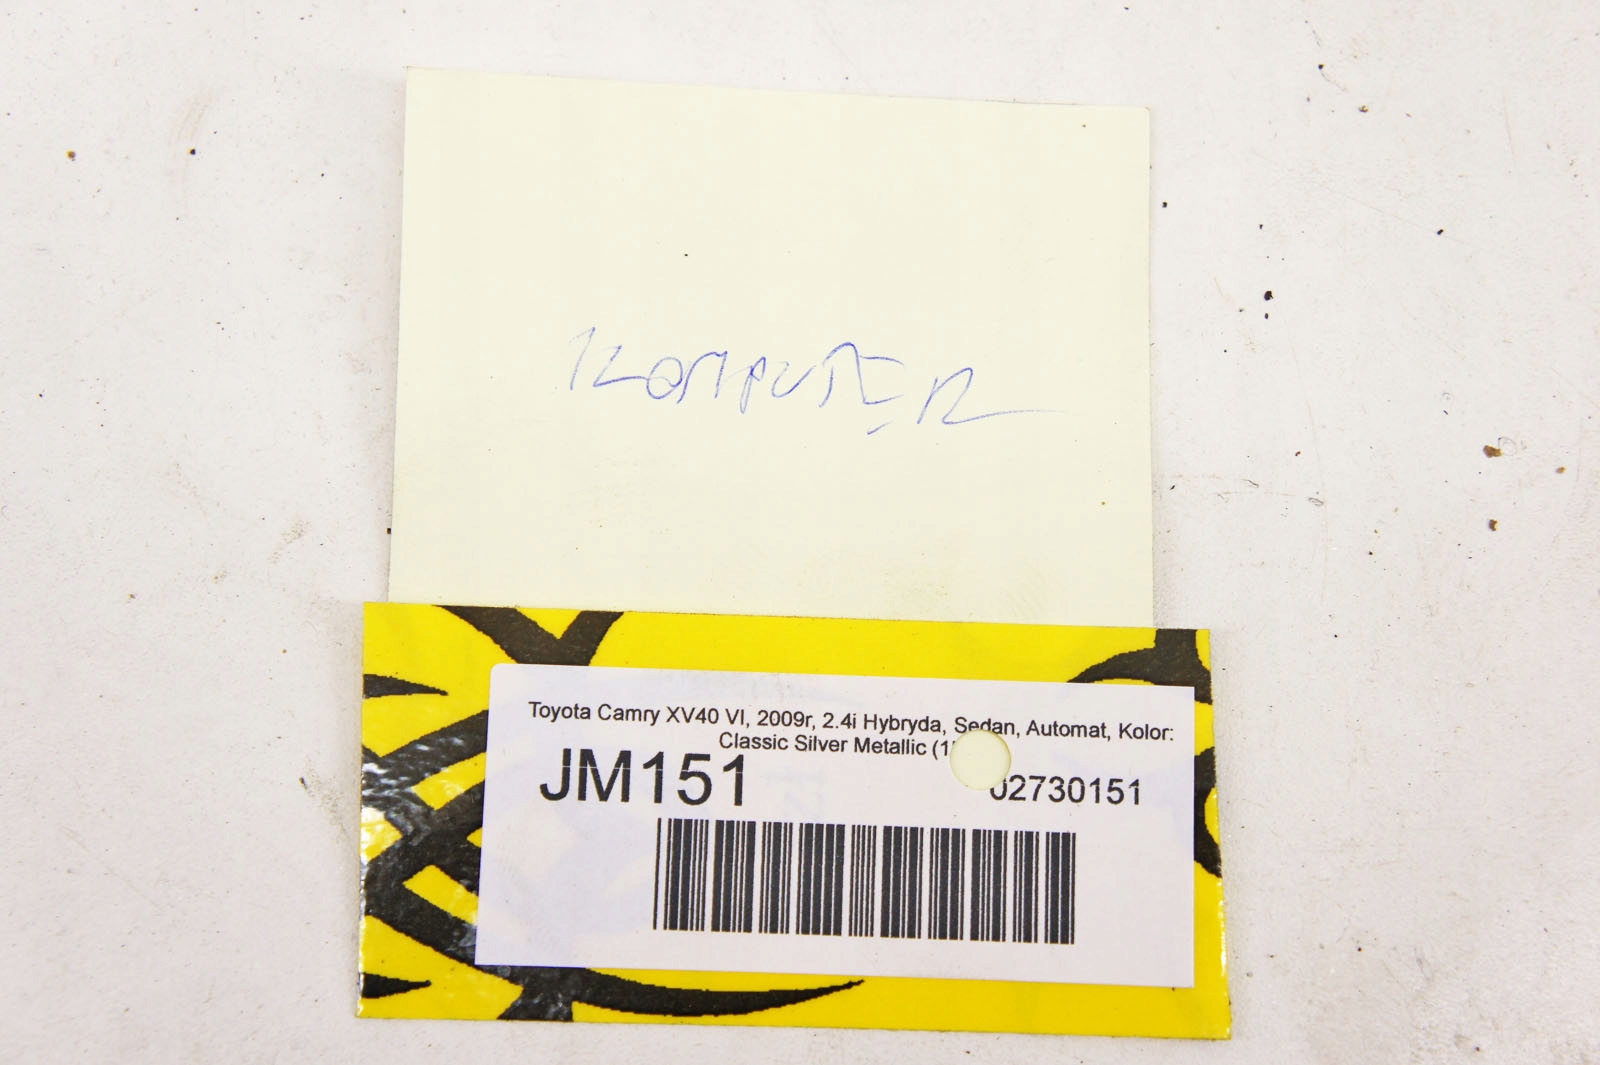 KOMPUTER
Toyota Camry XV40 VI, 2009r, 2.4i Hybryda, Sedan, Automat, Kolor:
Classic Silver Metallic
JM151
02730151